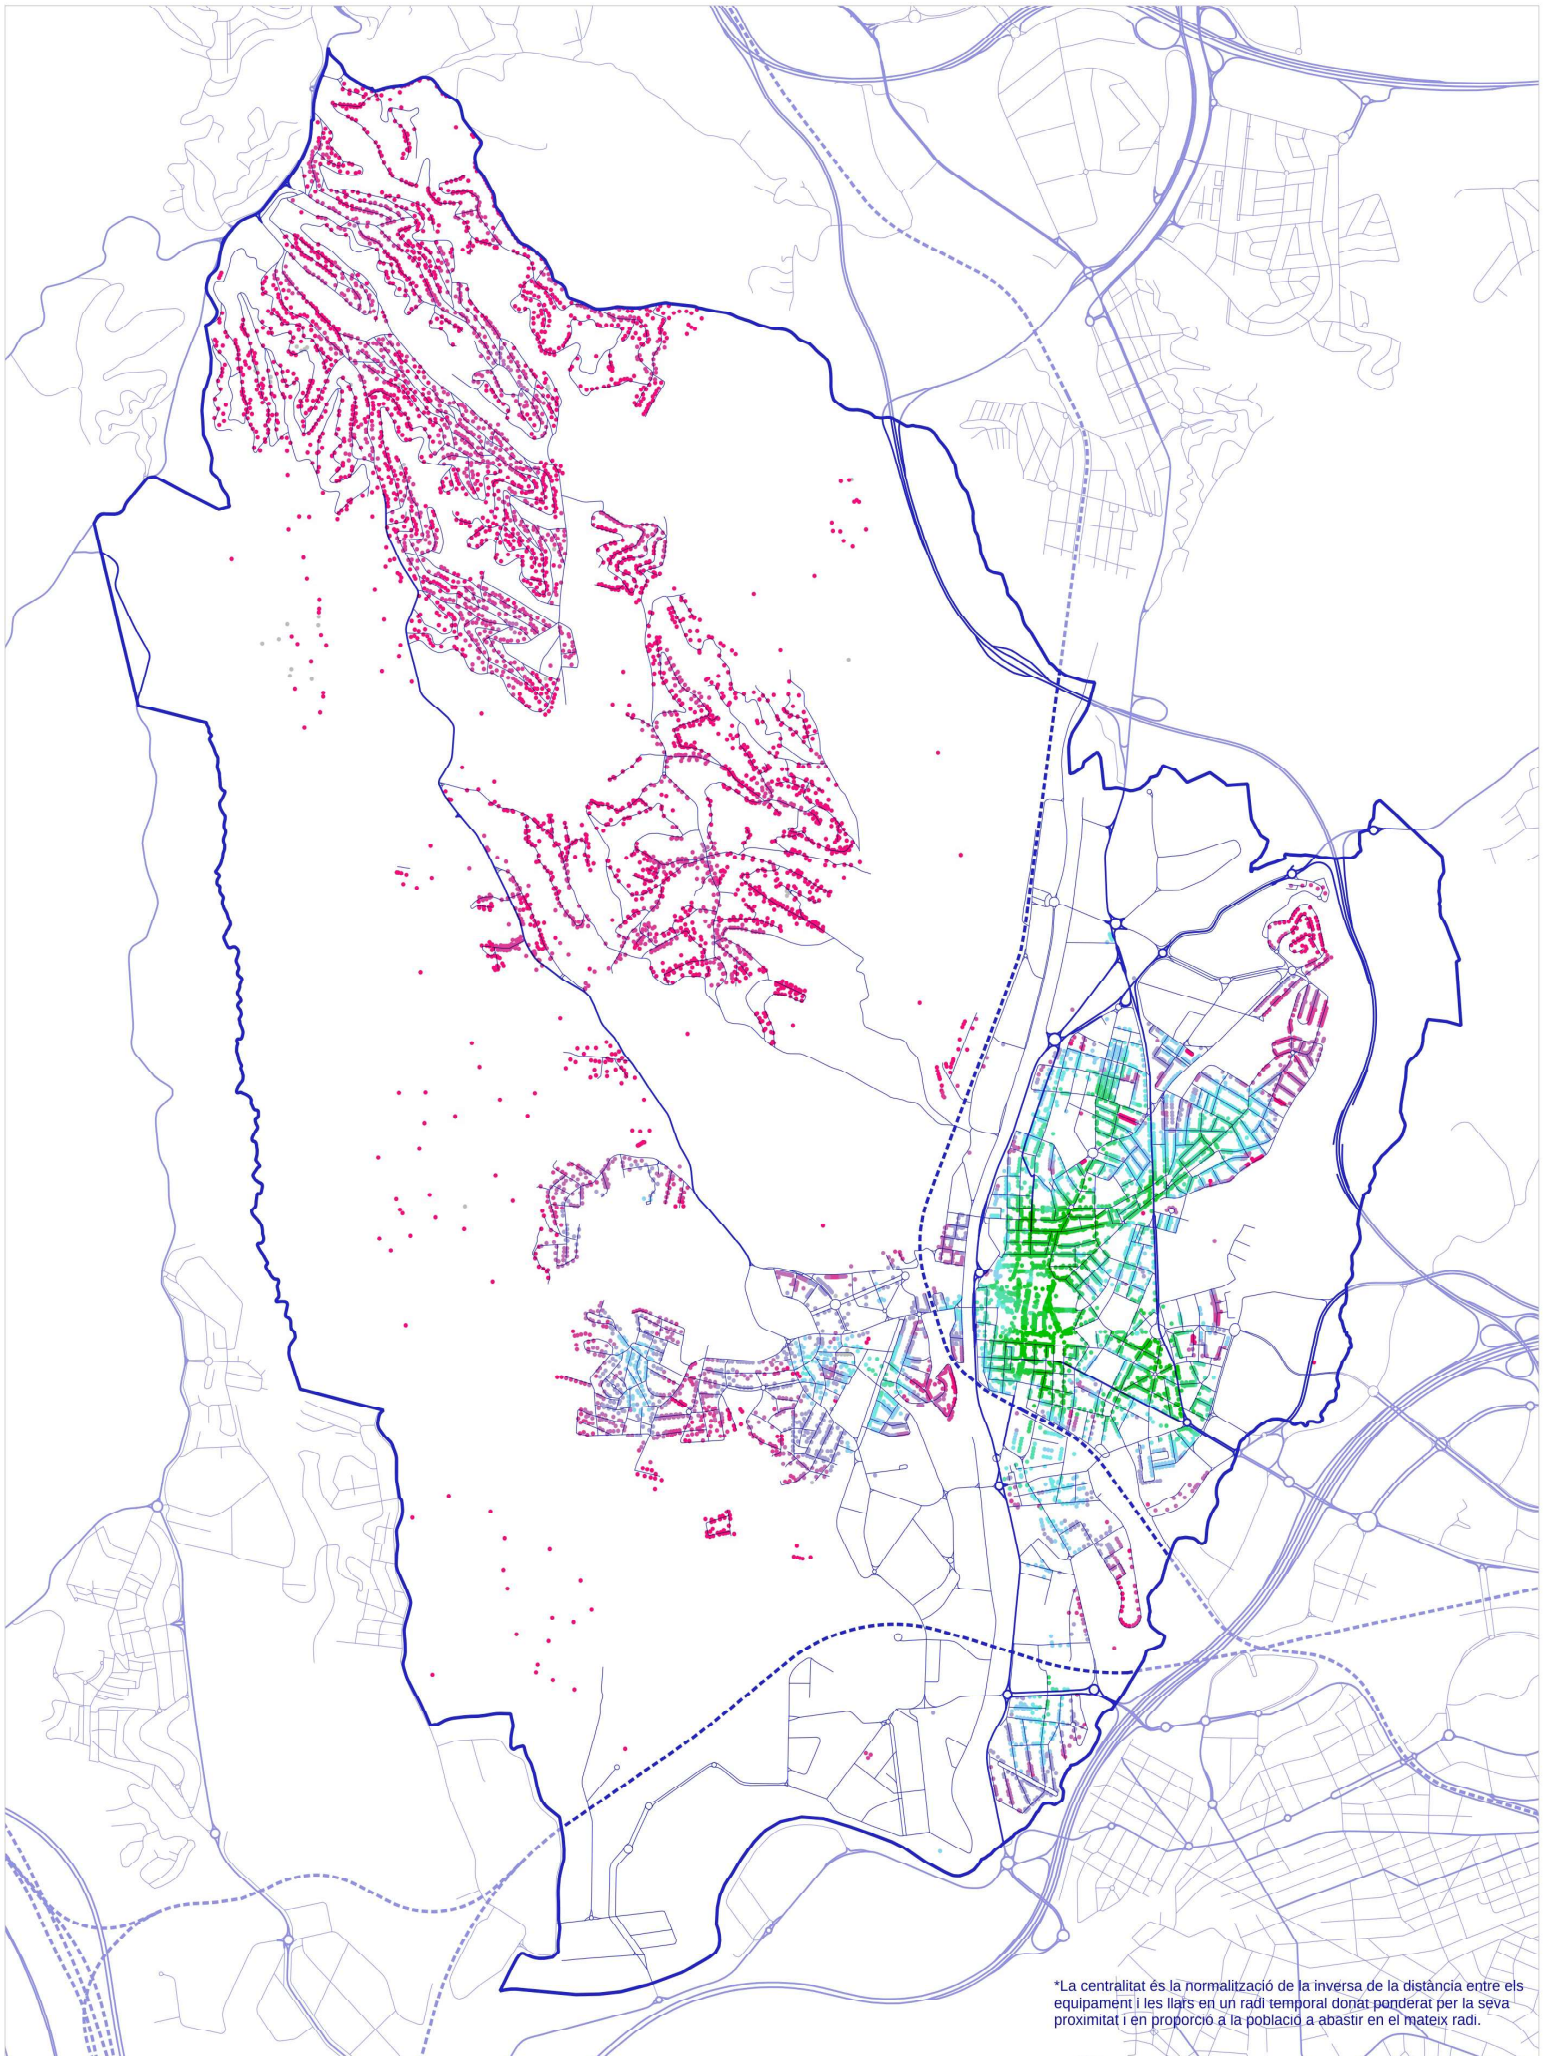 *La centralitat és la normalització de la inversa de la distància entre els
equipament i les llars en un radi temporal donat ponderat per la seva
proximitat i en proporció a la població a abastir en el mateix radi.